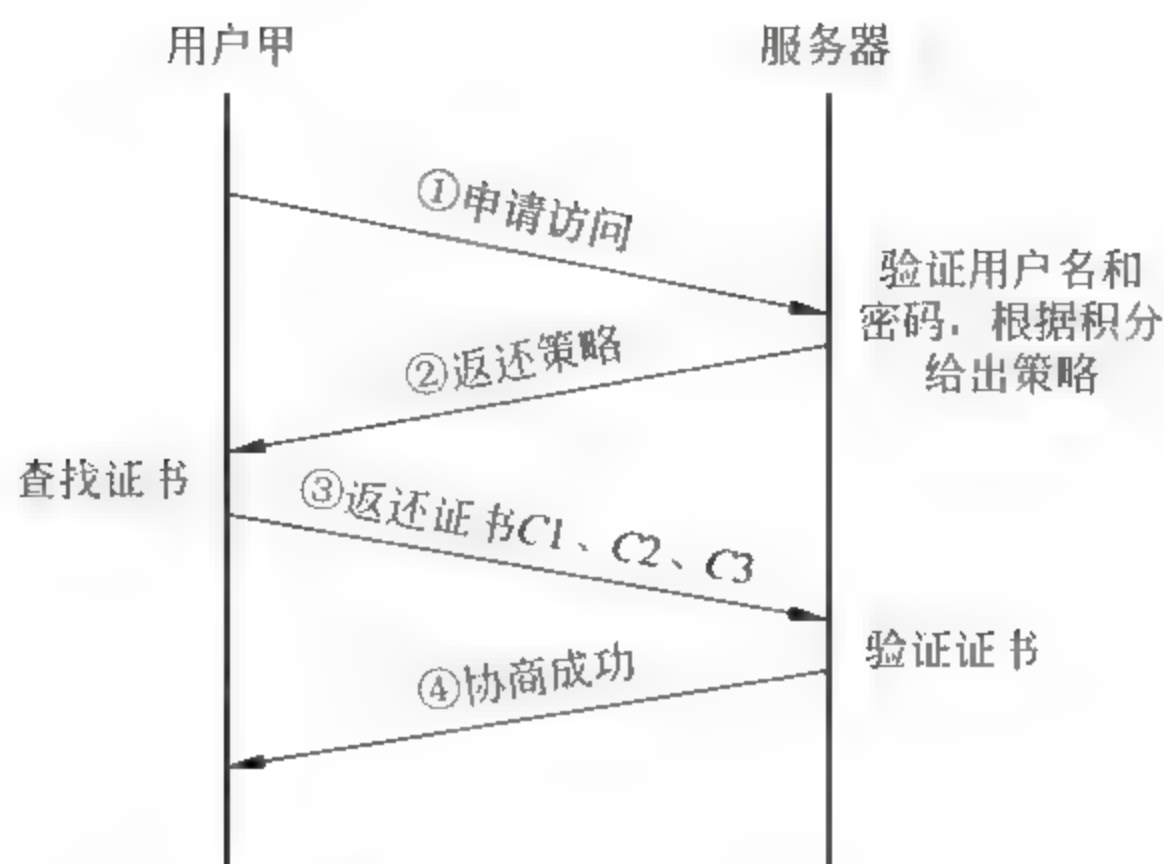 用户甲
服务器
①申请访问
验证用户名和
密码，根据积分
给出策略
②返还策略
查找证书
③返还证书C1、C2、C3
验证证书
④协商成功